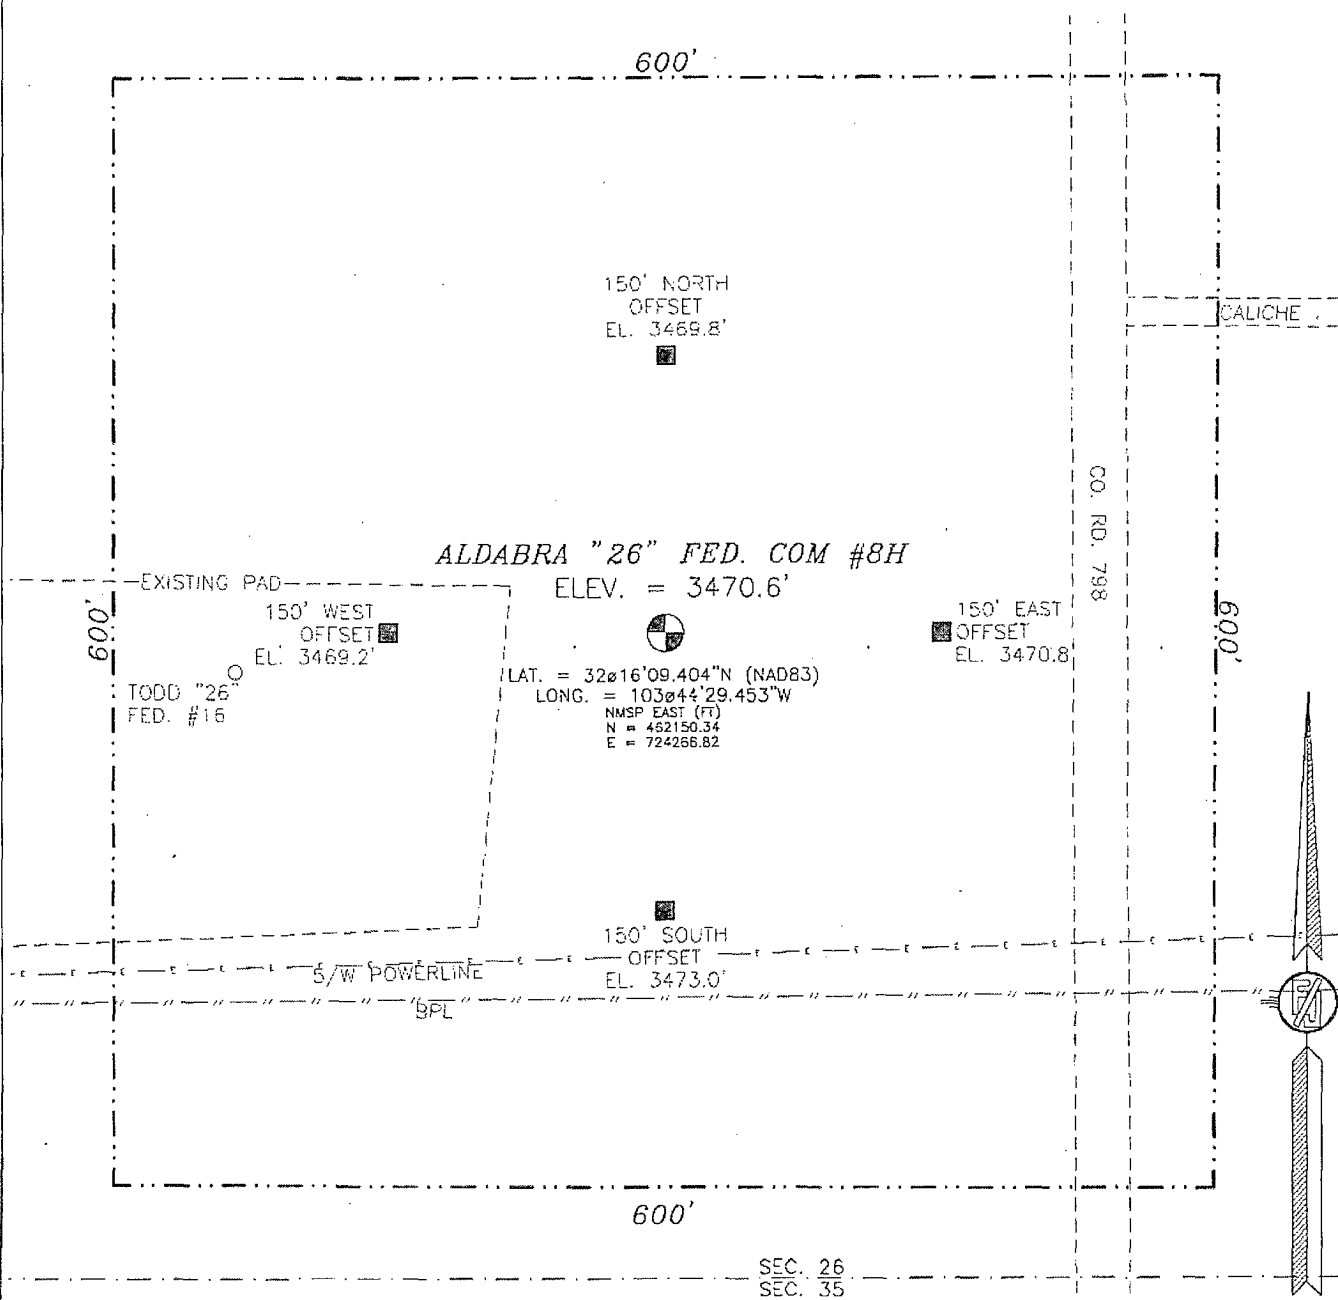 600'
150' NORTH
OFFSET
EL. 3469.8'
CALICHE
CO. RD. 798
ALDABRA "26" FED. COM #8H
ELEV. = 3470.6'
EXISTING PAD
600'
150' WEST
OFFSET
EL. 3469.2'
150' EAST
OFFSET
EL. 3470.8
600'
TODD "26"
FED. #16
LAT. = 32ø16'09.404"N (NAD83)
LONG. = 103ø44'29.453"W
NMSP EAST (FT)
N = 462150.34
E = 724266.82
150' SOUTH
OFFSET
EL. 3473.0'
S/W POWERLINE
BPL
600'
SEC. 26
SEC. 35